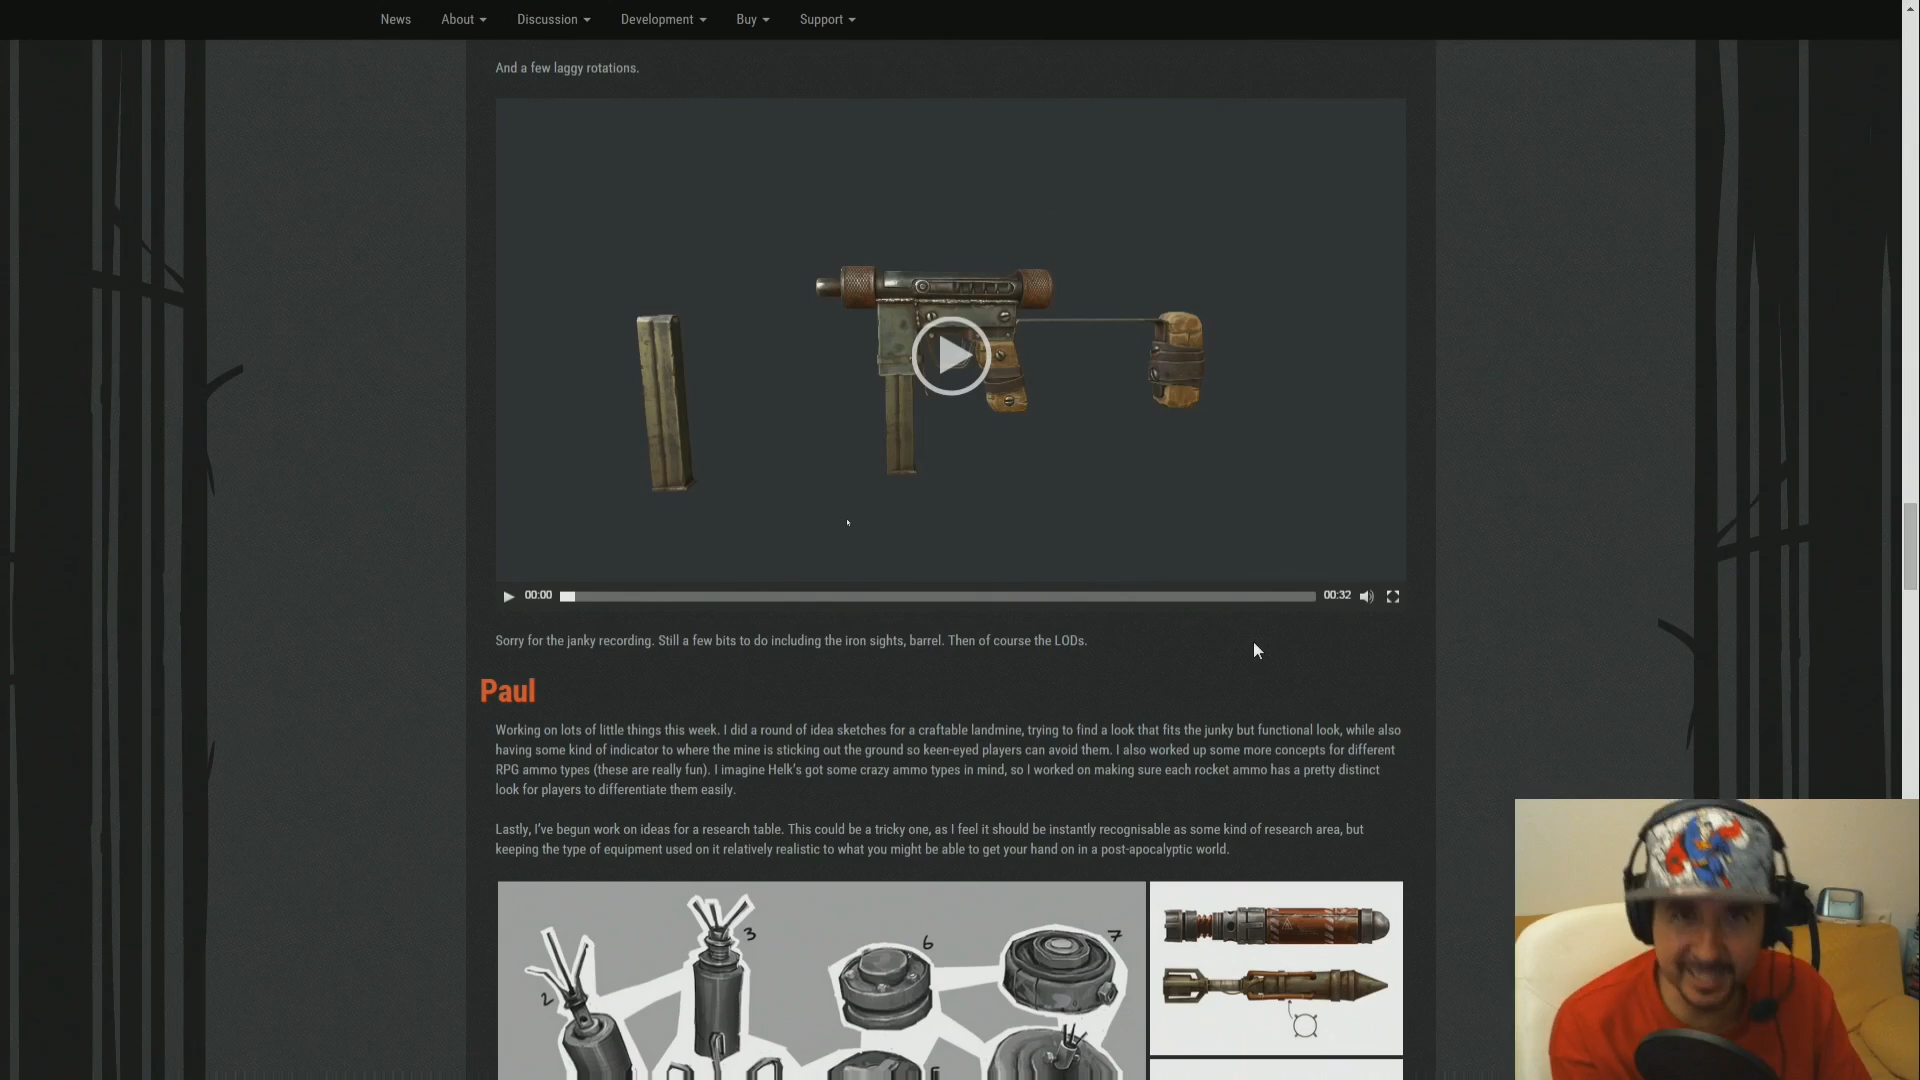 News About Discussion Development Buy Support
And a few laggy rotations.
00:00 00:32
Sorry for the janky recording. Still a few bits to do including the iron sights, barrel. Then of course the LODs.
Paul
Working on lots of little things this week. I did a round of idea sketches for a craftable landmine, trying to find a look that fits the junky but functional look, while also
having some kind of indicator to where the mine is sticking out the ground so keen-eyed players can avoid them. I also worked up some more concepts for different
RPG ammo types (these are really fun). I imagine Helk's got some crazy ammo types in mind, so I worked on making sure each rocket ammo has a pretty distinct
look for players to differentiate them easily.
Lastly, I've begun work on ideas for a research table. This could be a tricky one, as I feel it should be instantly recognisable as some kind of research area, but
keeping the type of equipment used on it relatively realistic to what you might be able to get your hand on in a post-apocalyptic world.
2 3 6 7